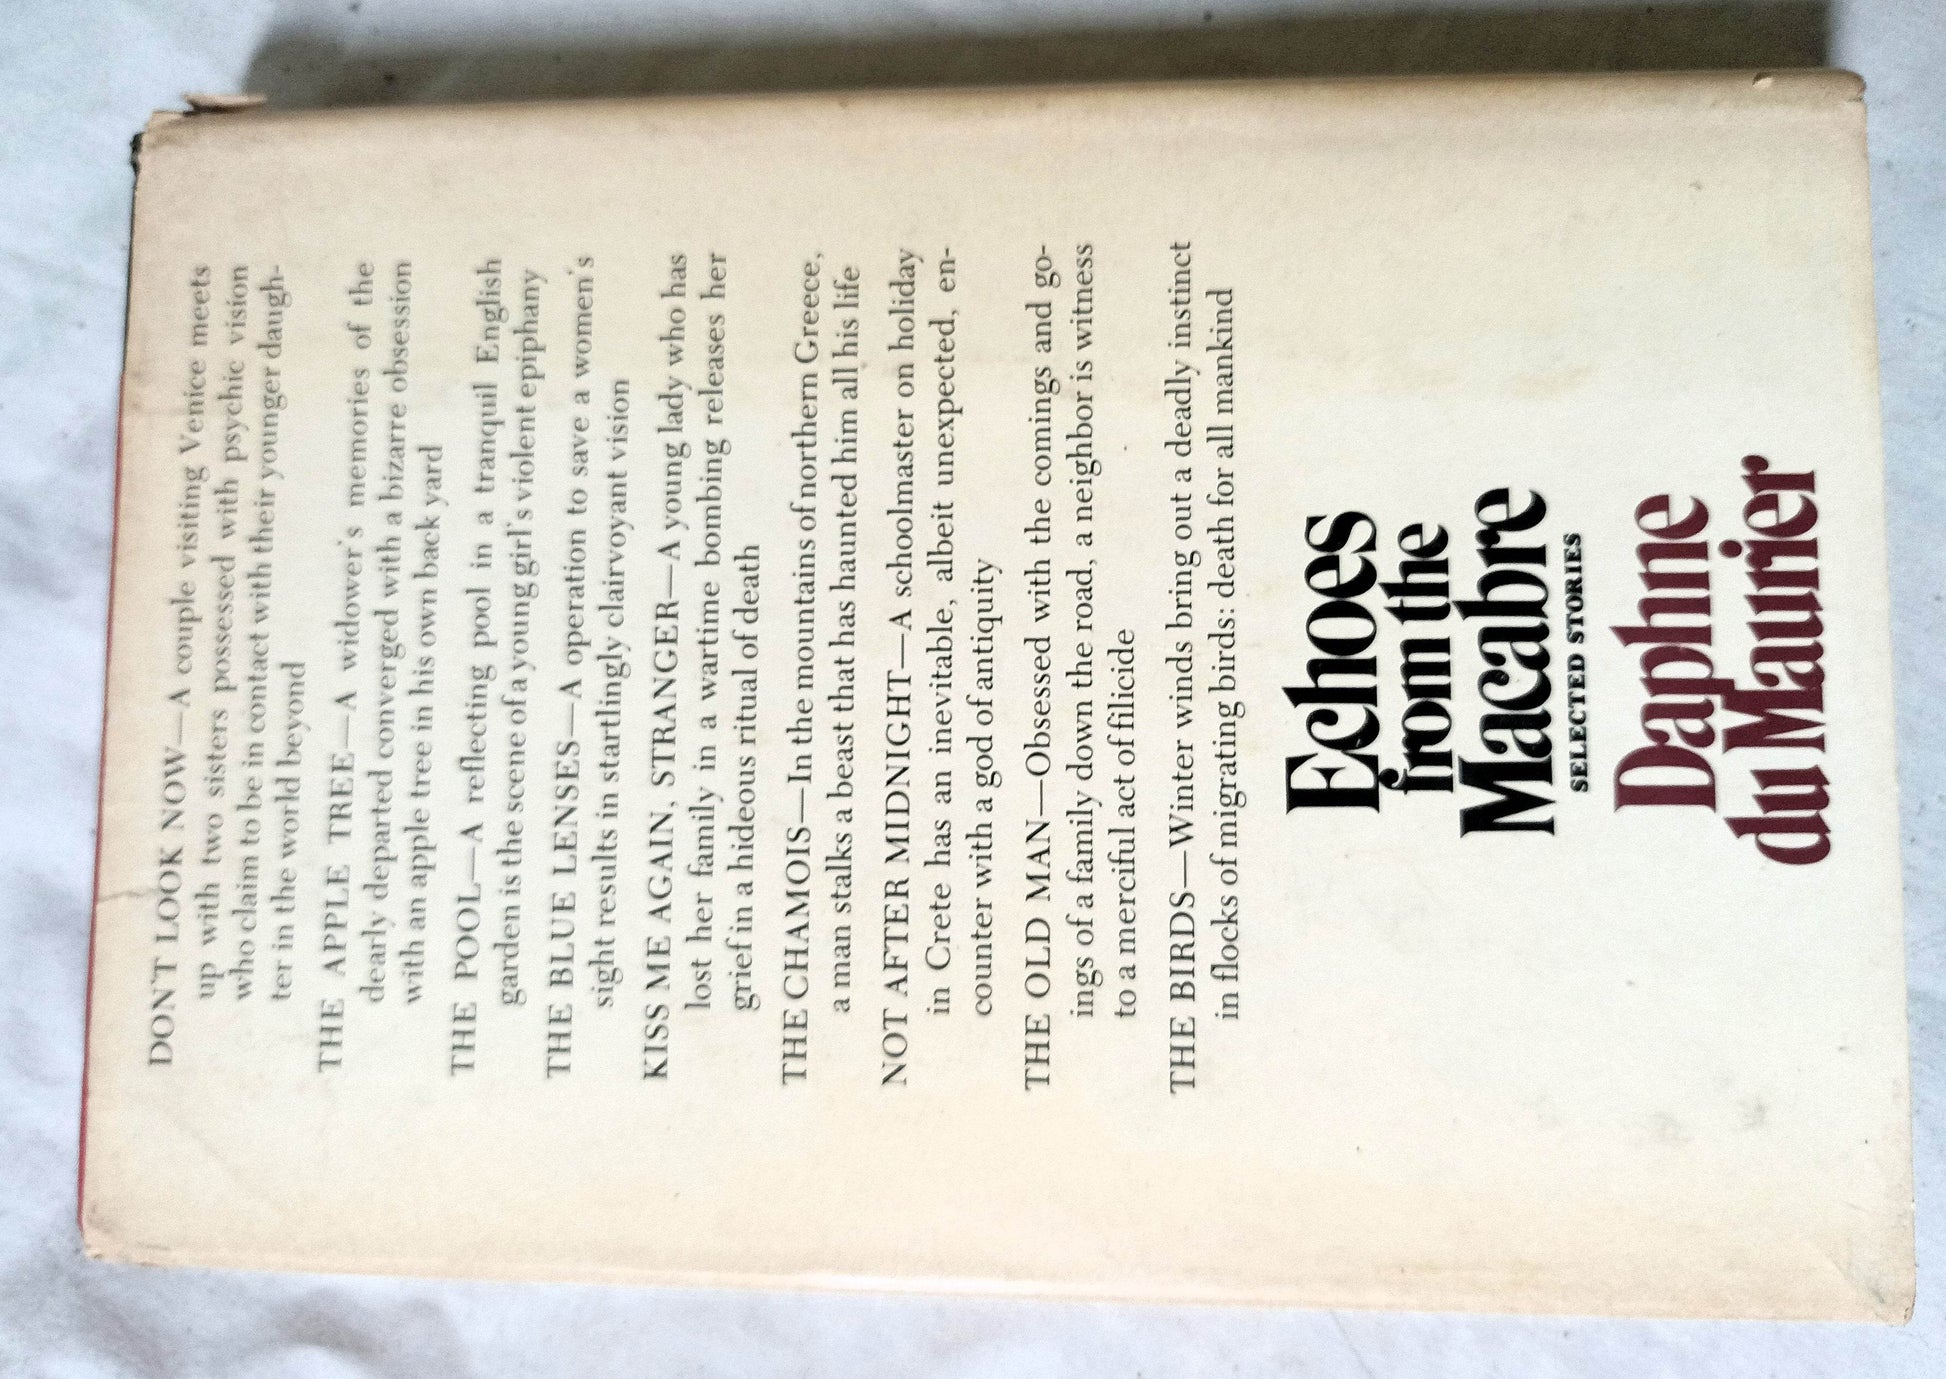 DON'T LOOK NOW—A couple visiting Venice meets
up with two sisters possessed with psychic vision
who claim to be in contact with their younger daugh-
ter in the world beyond
THE APPLE TREE—A widower's memories of the
dearly departed converged with a bizarre obsession
with an apple tree in his own back yard
THE POOL—A reflecting pool in a tranquil English
garden is the scene of a young girl's violent epiphany
THE BLUE LENSES—A operation to save a women's
sight results in startlingly clairvoyant vision
KISS ME AGAIN, STRANGER—A young lady who has
lost her family in a wartime bombing releases her
grief in a hideous ritual of death
THE CHAMOIS—In the mountains of northern Greece,
a man stalks a beast that has haunted him all his life
NOT AFTER MIDNIGHT—A schoolmaster on holiday
in Crete has an inevitable, albeit unexpected, en-
counter with a god of antiquity
THE OLD MAN—Obsessed with the comings and go-
ings of a family down the road, a neighbor is witness
to a merciful act of filicide
THE BIRDS—Winter winds bring out a deadly instinct
in flocks of migrating birds: death for all mankind
Echoes
from the
Macabre
SELECTED STORIES
Daphne
du Maurier